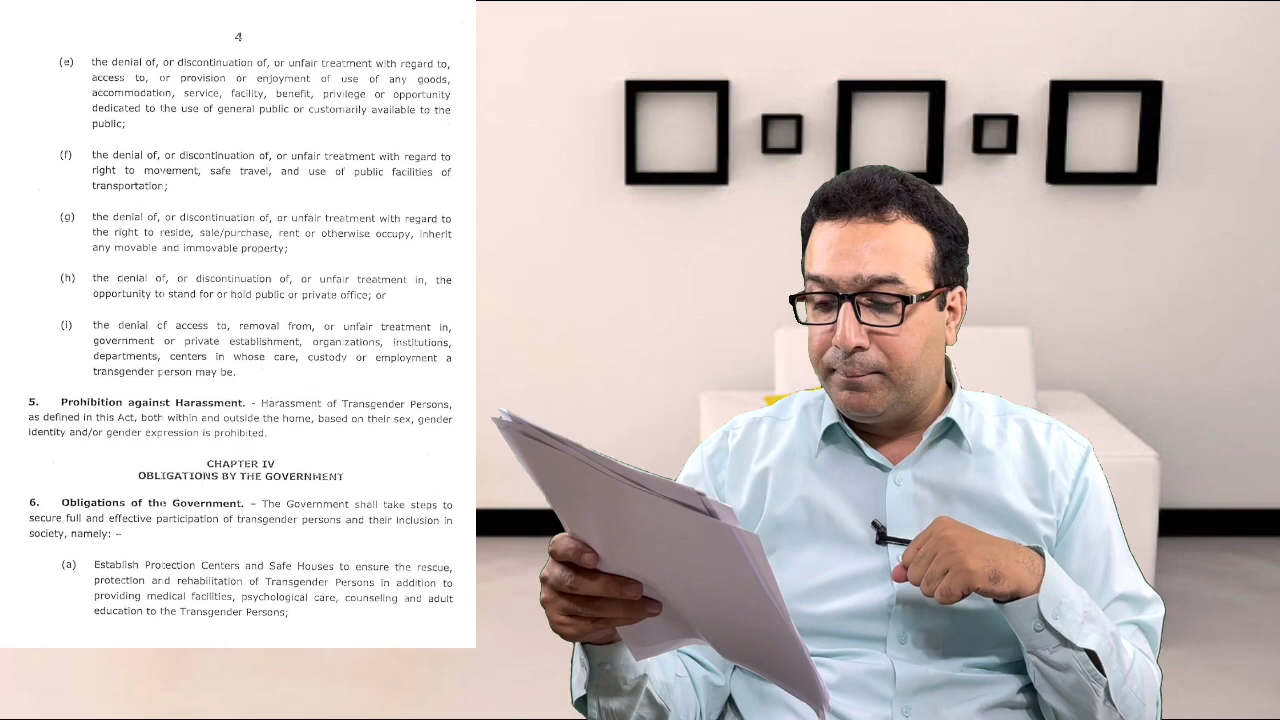 4
(e) the denial of, or discontinuation of, or unfair treatment with regard to,
access to, or provision or enjoyment of use of any goods,
accommodation, service, facility, benefit, privilege or opportunity
dedicated to the use of general public or customarily available to the
public;
(f) the denial of, or discontinuation of, or unfair treatment with regard to
right to movement, safe travel, and use of public facilities of
transportation;
(g) the denial of, or discontinuation of, or unfair treatment with regard to
the right to reside, sale/purchase, rent or otherwise occupy, inherit
any movable and immovable property;
(h) the denial of, or discontinuation of, or unfair treatment in, the
opportunity to stand for or hold public or private office; or
(i) the denial of access to, removal from, or unfair treatment in,
government or private establishment, organizations, institutions,
departments, centers in whose care, custody or employment a
transgender person may be.
5. Prohibition against Harassment. - Harassment of Transgender Persons,
as defined in this Act, both within and outside the home, based on their sex, gender
identity and/or gender expression is prohibited.
CHAPTER IV
OBLIGATIONS BY THE GOVERNMENT
6. Obligations of the Government. – The Government shall take steps to
secure full and effective participation of transgender persons and their inclusion in
society, namely: –
(a) Establish Protection Centers and Safe Houses to ensure the rescue,
protection and rehabilitation of Transgender Persons in addition to
providing medical facilities, psychological care, counseling and adult
education to the Transgender Persons;